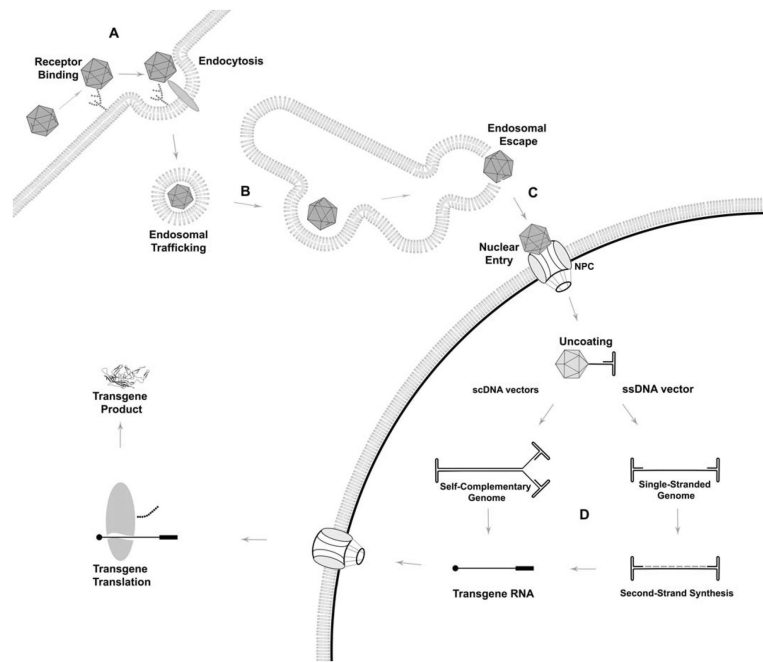 A
Receptor
Binding
Endocytosis
Endosomal
Trafficking
B
Endosomal
Escape
C
Nuclear
Entry
NPC
Uncoating
scDNA vectors
ssDNA vector
Self-Complementary
Genome
Single-Stranded
Genome
D
Transgene RNA
Second-Strand Synthesis
Transgene
Translation
Transgene
Product